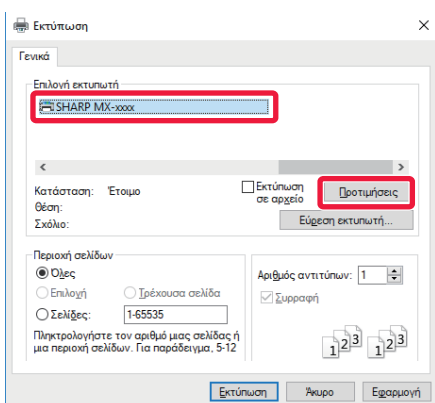 Εκτύπωση
Γενικά
Επιλογή εκτυπωτή
SHARP MX-xxxx
Κατάσταση: Έτοιμο
Θέση:
Σχόλιο:
Εκτύπωση
σε αρχείο
Προτιμήσεις
Εύρεση εκτυπωτή...
Περιοχή σελίδων
Όλες
Επιλογή Τρέχουσα σελίδα
Σελίδες: 1-65535
Πληκτρολογήστε τον αριθμό μιας σελίδας ή
μια περιοχή σελίδων. Για παράδειγμα, 5-12
Αριθμός αντιτύπων: 1
Συρραφή
1 2 3 1 2 3
Εκτύπωση Άκυρο Εφαρμογή